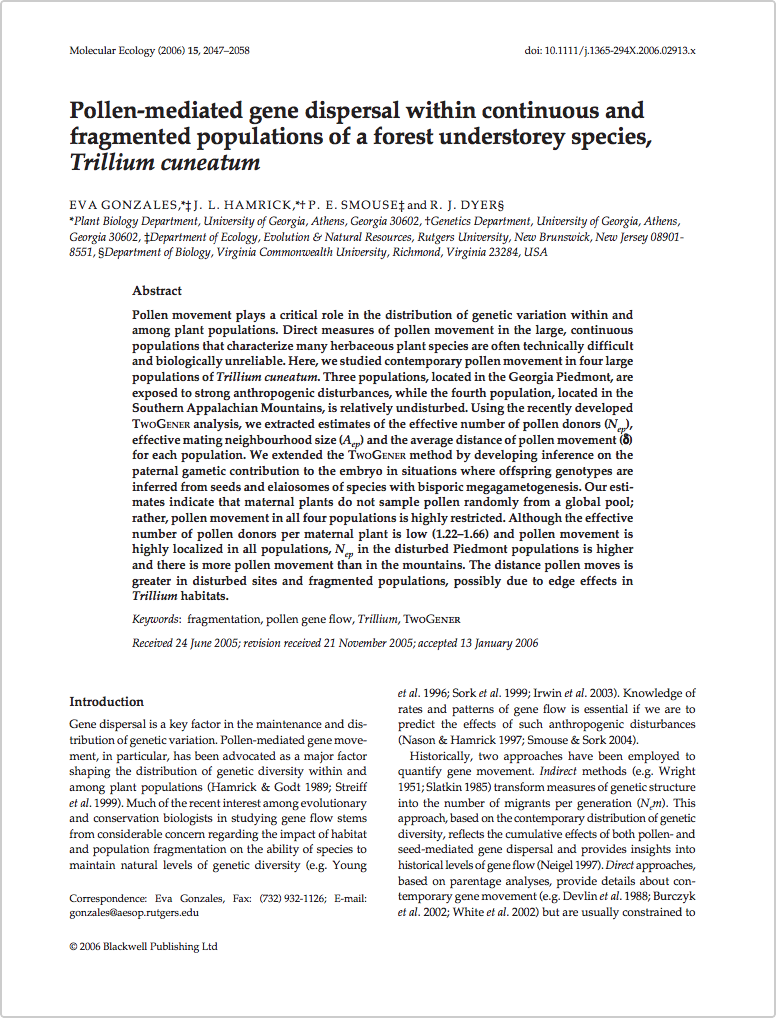 Molecular Ecology (2006) 15, 2047–2058
doi: 10.1111/j.1365-294X.2006.02913.x
Pollen-mediated gene dispersal within continuous and
fragmented populations of a forest understorey species,
Trillium cuneatum
EVA GONZALES,*‡ J. L. HAMRICK,*† P. E. SMOUSE‡ and R. J. DYER§
*Plant Biology Department, University of Georgia, Athens, Georgia 30602, †Genetics Department, University of Georgia, Athens,
Georgia 30602, ‡Department of Ecology, Evolution & Natural Resources, Rutgers University, New Brunswick, New Jersey 08901-
8551, §Department of Biology, Virginia Commonwealth University, Richmond, Virginia 23284, USA
Abstract
Pollen movement plays a critical role in the distribution of genetic variation within and
among plant populations. Direct measures of pollen movement in the large, continuous
populations that characterize many herbaceous plant species are often technically difficult
and biologically unreliable. Here, we studied contemporary pollen movement in four large
populations of Trillium cuneatum. Three populations, located in the Georgia Piedmont, are
exposed to strong anthropogenic disturbances, while the fourth population, located in the
Southern Appalachian Mountains, is relatively undisturbed. Using the recently developed
TwoGener analysis, we extracted estimates of the effective number of pollen donors (Nep),
effective mating neighbourhood size (Aep) and the average distance of pollen movement (δ)
for each population. We extended the TwoGener method by developing inference on the
paternal gametic contribution to the embryo in situations where offspring genotypes are
inferred from seeds and elaiosomes of species with bisporic megagametogenesis. Our esti-
mates indicate that maternal plants do not sample pollen randomly from a global pool;
rather, pollen movement in all four populations is highly restricted. Although the effective
number of pollen donors per maternal plant is low (1.22–1.66) and pollen movement is
highly localized in all populations, Nep in the disturbed Piedmont populations is higher
and there is more pollen movement than in the mountains. The distance pollen moves is
greater in disturbed sites and fragmented populations, possibly due to edge effects in
Trillium habitats.
Keywords: fragmentation, pollen gene flow, Trillium, TwoGener
Received 24 June 2005; revision received 21 November 2005; accepted 13 January 2006
Introduction
Gene dispersal is a key factor in the maintenance and dis-
tribution of genetic variation. Pollen-mediated gene move-
ment, in particular, has been advocated as a major factor
shaping the distribution of genetic diversity within and
among plant populations (Hamrick & Godt 1989; Streiff
et al. 1999). Much of the recent interest among evolutionary
and conservation biologists in studying gene flow stems
from considerable concern regarding the impact of habitat
and population fragmentation on the ability of species to
maintain natural levels of genetic diversity (e.g. Young
Correspondence: Eva Gonzales, Fax: (732) 932-1126; E-mail:
gonzales@aesop.rutgers.edu
et al. 1996; Sork et al. 1999; Irwin et al. 2003). Knowledge of
rates and patterns of gene flow is essential if we are to
predict the effects of such anthropogenic disturbances
(Nason & Hamrick 1997; Smouse & Sork 2004).
Historically, two approaches have been employed to
quantify gene movement. Indirect methods (e.g. Wright
1951; Slatkin 1985) transform measures of genetic structure
into the number of migrants per generation (Nem). This
approach, based on the contemporary distribution of genetic
diversity, reflects the cumulative effects of both pollen- and
seed-mediated gene dispersal and provides insights into
historical levels of gene flow (Neigel 1997). Direct approaches,
based on parentage analyses, provide details about con-
temporary gene movement (e.g. Devlin et al. 1988; Burczyk
et al. 2002; White et al. 2002) but are usually constrained to
© 2006 Blackwell Publishing Ltd